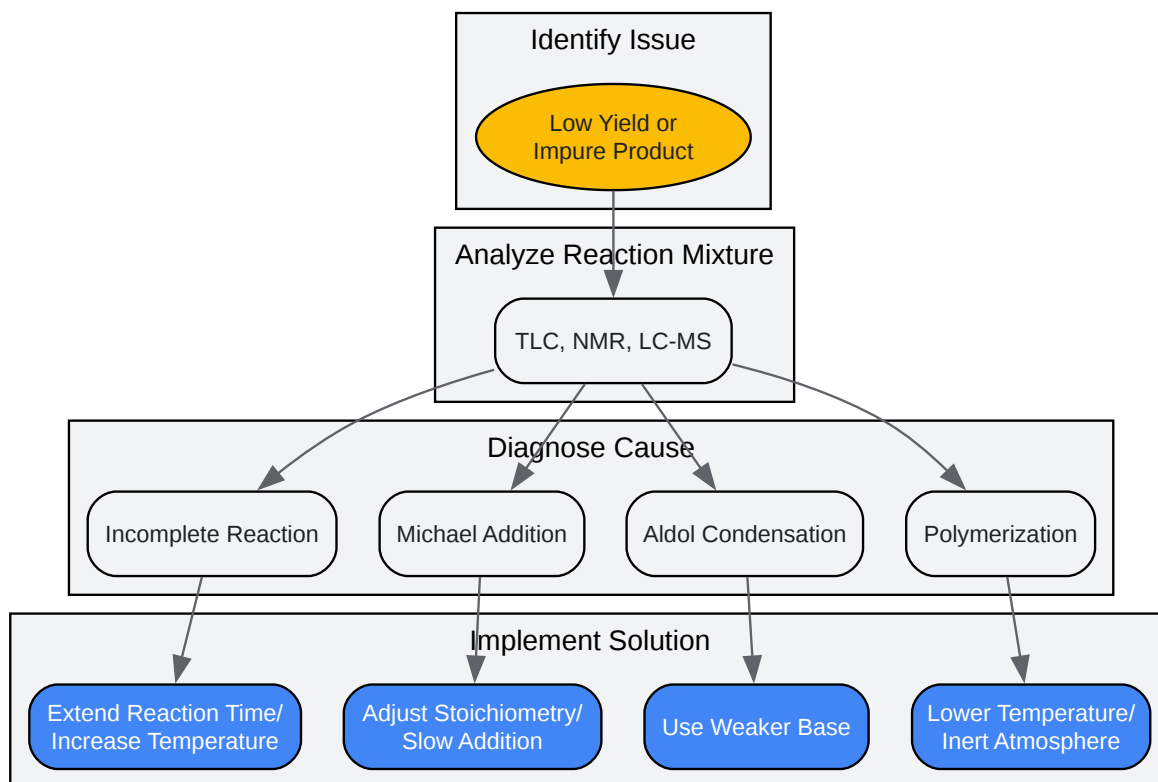 Identify Issue
Low Yield or
Impure Product
Analyze Reaction Mixture
TLC, NMR, LC-MS
Diagnose Cause
Incomplete Reaction
Michael Addition
Aldol Condensation
Polymerization
Implement Solution
Extend Reaction Time/
Increase Temperature
Adjust Stoichiometry/
Slow Addition
Use Weaker Base
Lower Temperature/
Inert Atmosphere